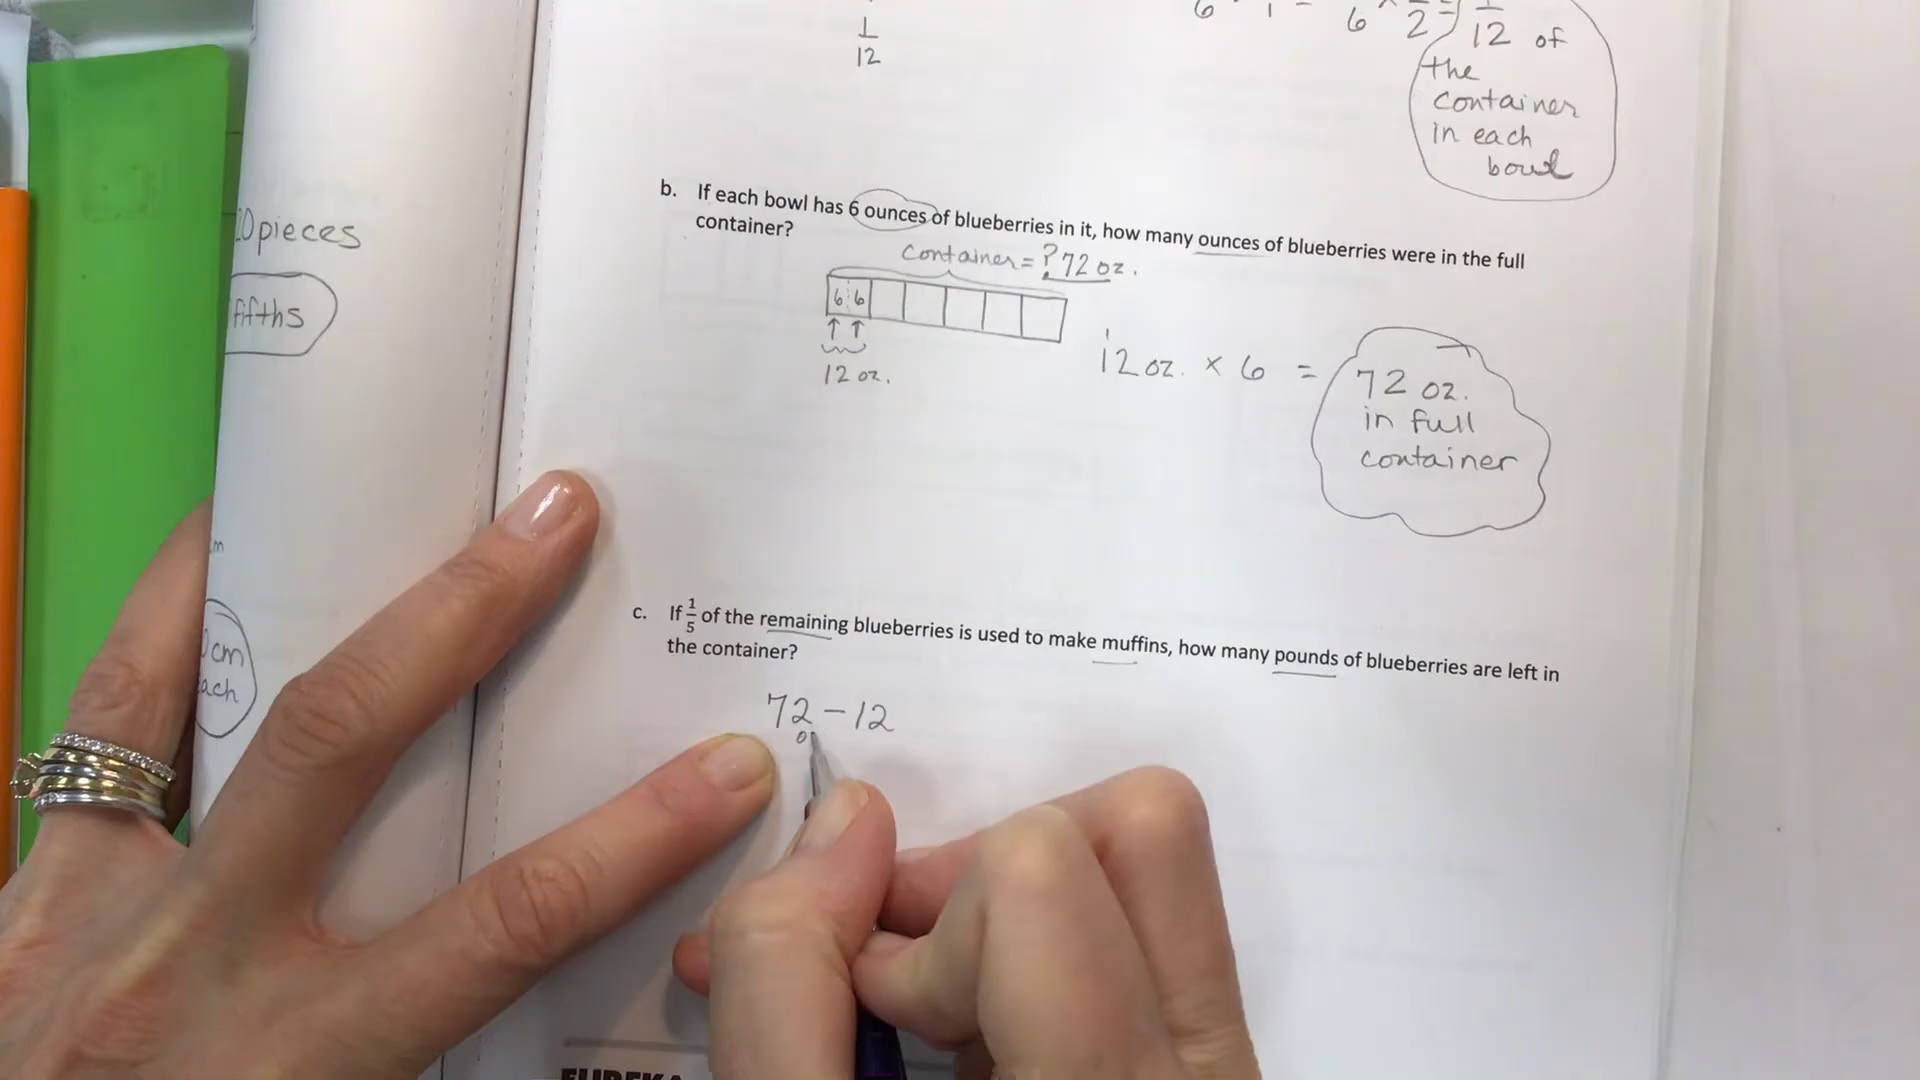 1/12
6 1 = 6 × 2 = 12 of
the
container
in each
bowl
10 pieces
fifths
m
cm
each
b. If each bowl has 6 ounces of blueberries in it, how many ounces of blueberries were in the full
container?
container = ? 72 oz.
6 6
12 oz.
12 oz. × 6 = 72 oz.
in full
container
c. If 1/5 of the remaining blueberries is used to make muffins, how many pounds of blueberries are left in
the container?
72 - 12
EUREKA